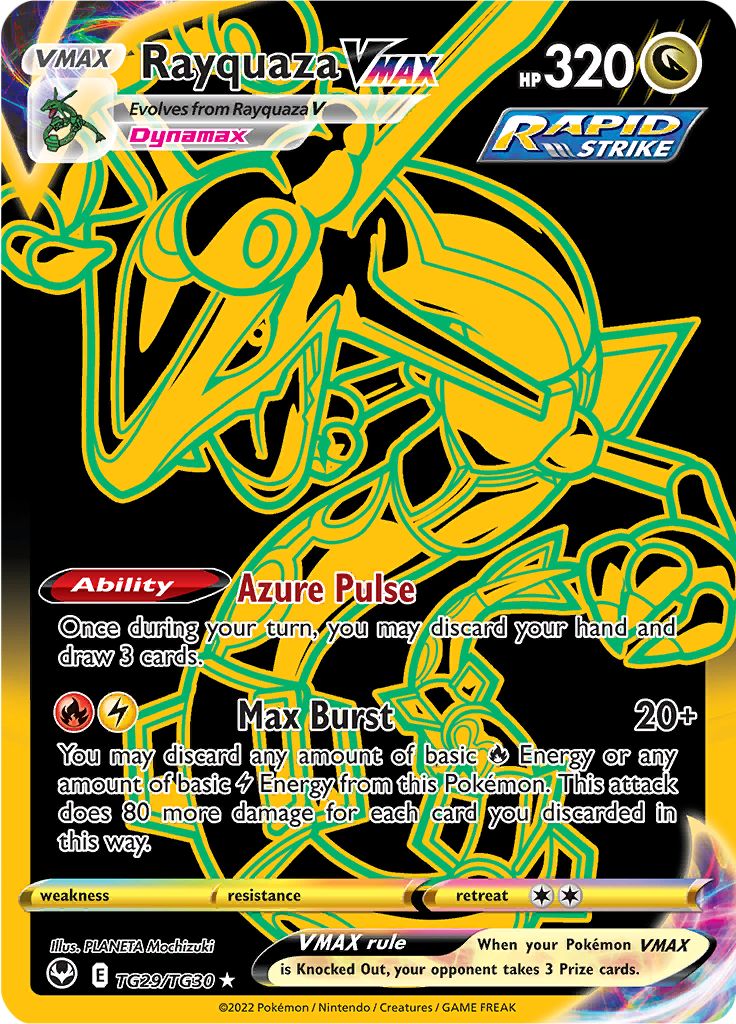 VMAX
Rayquaza VMAX
HP 320
Evolves from Rayquaza V
Dynamax
RAPID
STRIKE
Ability Azure Pulse
Once during your turn, you may discard your hand and
draw 3 cards.
Max Burst 20+
You may discard any amount of basic Energy or any
amount of basic Energy from this Pokémon. This attack
does 80 more damage for each card you discarded in
this way.
weakness resistance retreat
Illus. PLANETA Mochizuki
VMAX rule When your Pokémon VMAX
is Knocked Out, your opponent takes 3 Prize cards.
E TG29/TG30 ★
©2022 Pokémon / Nintendo / Creatures / GAME FREAK